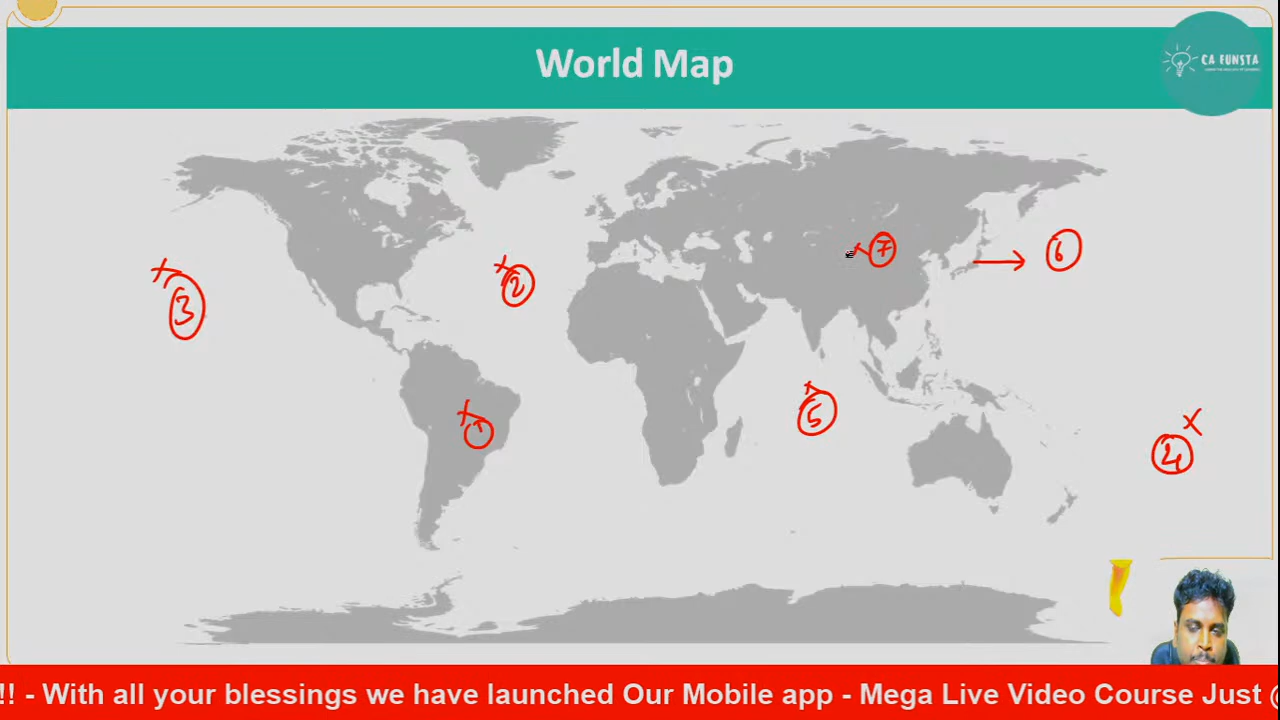 World Map
CA FUNSTA
7
6
3
2
5
1
4
!! - With all your blessings we have launched Our Mobile app - Mega Live Video Course Just @